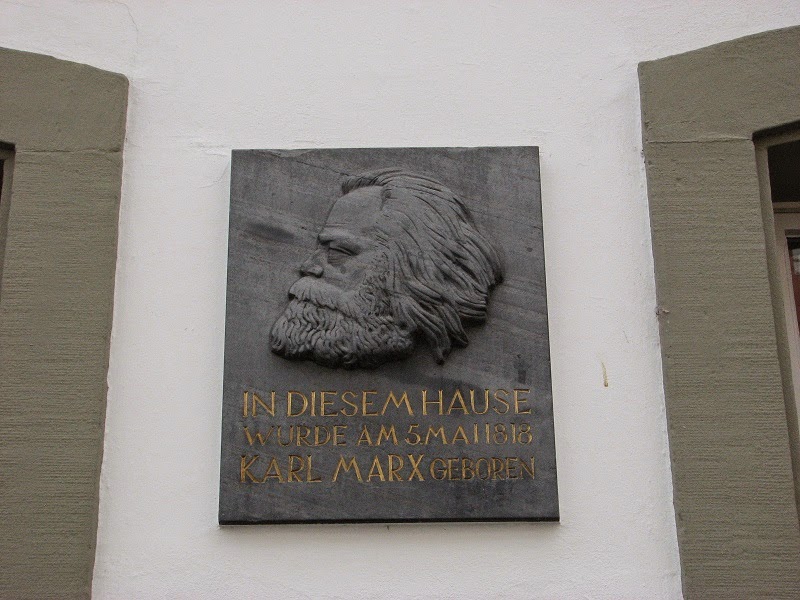 IN DIESEM HAUSE
WURDE AM 5. MAI 1818
KARL MARX GEBOREN